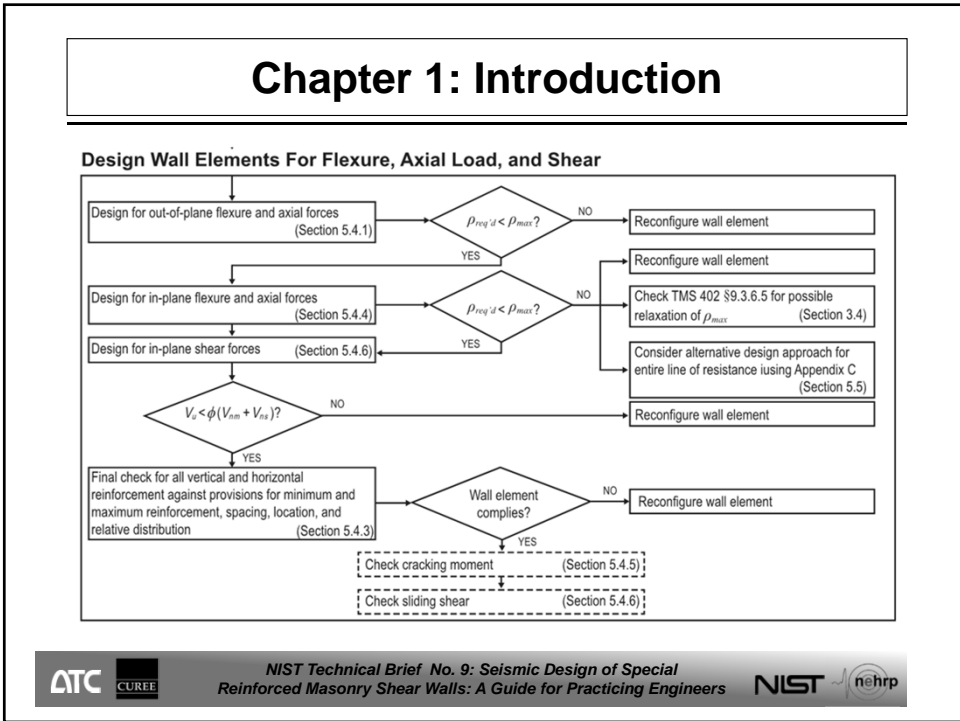 Chapter 1: Introduction
Design Wall Elements For Flexure, Axial Load, and Shear
Design for out-of-plane flexure and axial forces
(Section 5.4.1)
ρreq'd < ρmax?
NO
Reconfigure wall element
YES
Design for in-plane flexure and axial forces
(Section 5.4.4)
ρreq'd < ρmax?
NO
Reconfigure wall element
Check TMS 402 §9.3.6.5 for possible
relaxation of ρmax (Section 3.4)
Consider alternative design approach for
entire line of resistance iusing Appendix C
(Section 5.5)
YES
Design for in-plane shear forces (Section 5.4.6)
Vu < ϕ(Vnm + Vns)?
NO
Reconfigure wall element
YES
Final check for all vertical and horizontal
reinforcement against provisions for minimum and
maximum reinforcement, spacing, location, and
relative distribution (Section 5.4.3)
Wall element
complies?
NO
Reconfigure wall element
YES
Check cracking moment (Section 5.4.5)
Check sliding shear (Section 5.4.6)
ATC
CUREE
NIST Technical Brief No. 9: Seismic Design of Special
Reinforced Masonry Shear Walls: A Guide for Practicing Engineers
NIST
nehrp